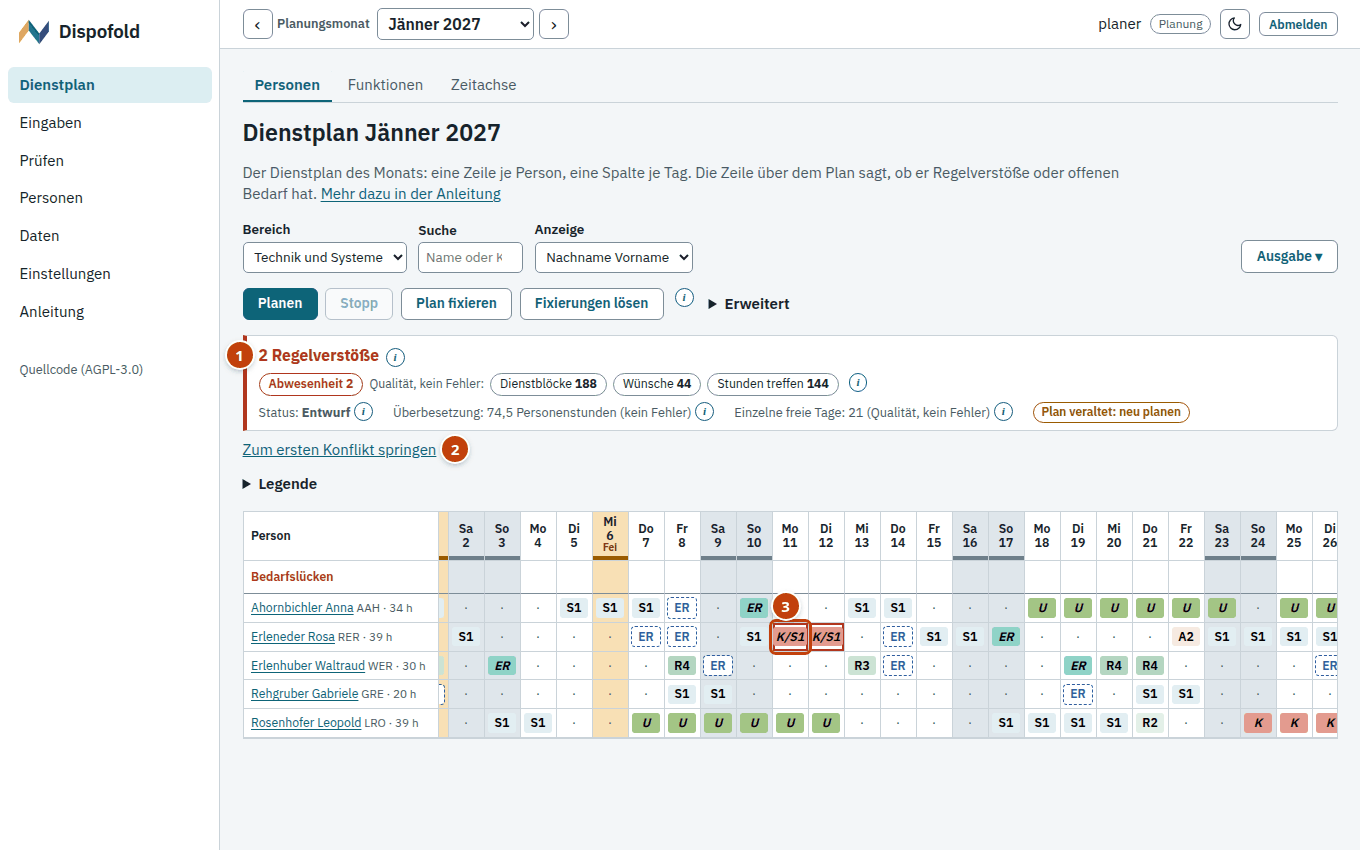 Dispofold
Dienstplan
Eingaben
Prüfen
Personen
Daten
Einstellungen
Anleitung
Quellcode (AGPL-3.0)
‹ Planungsmonat Jänner 2027 ›
planer Planung Abmelden
Personen Funktionen Zeitachse
Dienstplan Jänner 2027
Der Dienstplan des Monats: eine Zeile je Person, eine Spalte je Tag. Die Zeile über dem Plan sagt, ob er Regelverstöße oder offenen
Bedarf hat. Mehr dazu in der Anleitung
Bereich Suche Anzeige
Technik und Systeme Name oder K Nachname Vorname Ausgabe ▾
Planen Stopp Plan fixieren Fixierungen lösen i ▶ Erweitert
1 2 Regelverstöße i
Abwesenheit 2 Qualität, kein Fehler: Dienstblöcke 188 Wünsche 44 Stunden treffen 144 i
Status: Entwurf i Überbesetzung: 74,5 Personenstunden (kein Fehler) i Einzelne freie Tage: 21 (Qualität, kein Fehler) i Plan veraltet: neu planen
Zum ersten Konflikt springen 2
▶ Legende
Person Sa 2 So 3 Mo 4 Di 5 Mi 6 Fei Do 7 Fr 8 Sa 9 So 10 Mo 11 Di 12 Mi 13 Do 14 Fr 15 Sa 16 So 17 Mo 18 Di 19 Mi 20 Do 21 Fr 22 Sa 23 So 24 Mo 25 Di 26
Bedarfslücken
Ahornbichler Anna AAH · 34 h · · · S1 S1 S1 ER · ER 3 · S1 S1 · · · U U U U U U · U U
Erleneder Rosa RER · 39 h S1 · · · · ER ER · S1 K/S1 K/S1 · ER S1 S1 ER · · · · A2 S1 S1 S1 S1
Erlenhuber Waltraud WER · 30 h · ER · · · · R4 ER · · · R3 ER · · · · ER R4 R4 · · · · ER
Rehgruber Gabriele GRE · 20 h · · · · · · S1 S1 · · · · · · · · · ER · S1 S1 · · · ·
Rosenhofer Leopold LRO · 39 h · S1 S1 · · U U U U U U · · · · S1 S1 S1 S1 R2 · · K K K